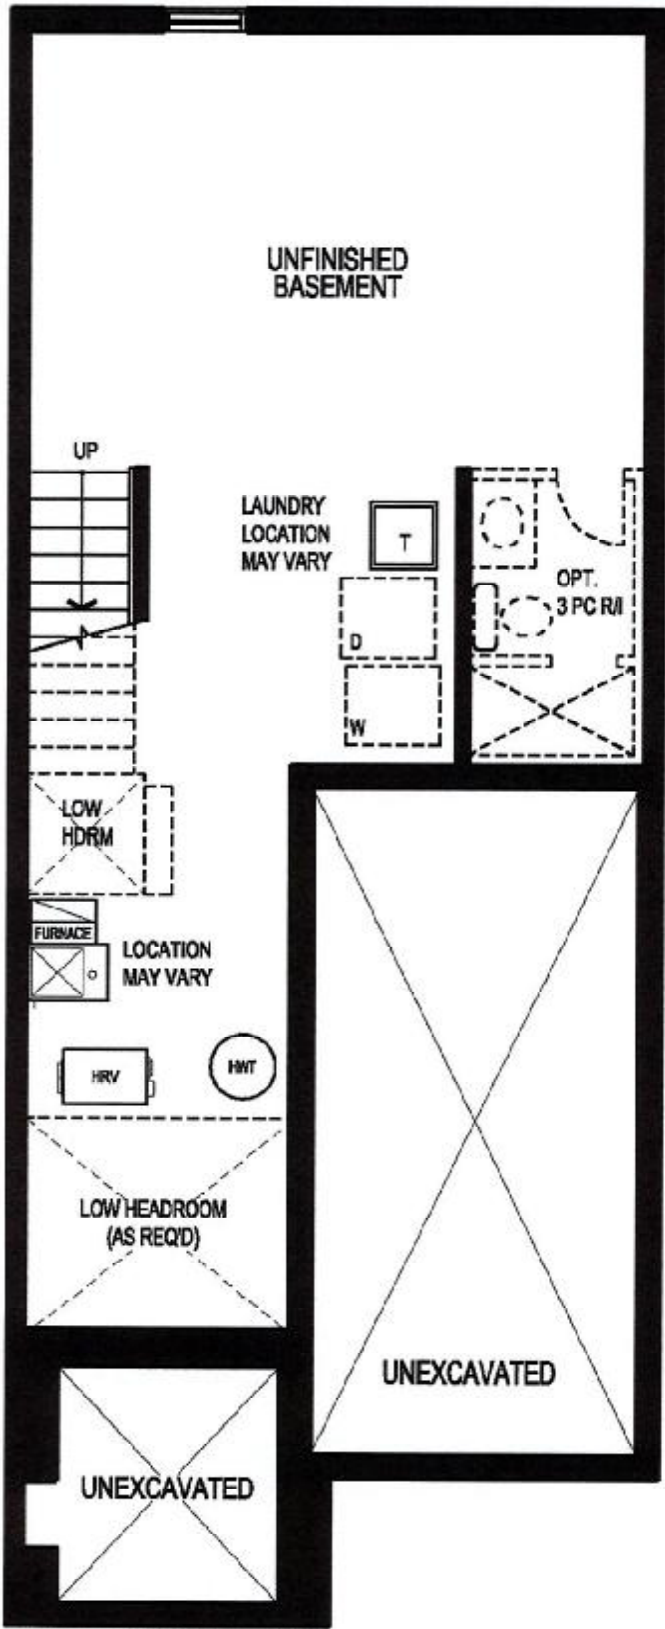 UNFINISHED
BASEMENT
UP
LAUNDRY
LOCATION
MAY VARY
T
OPT.
3 PC R/I
D
W
LOW
HDRM
FURNACE
LOCATION
MAY VARY
HRV
HWT
LOW HEADROOM
(AS REQ'D)
UNEXCAVATED
UNEXCAVATED